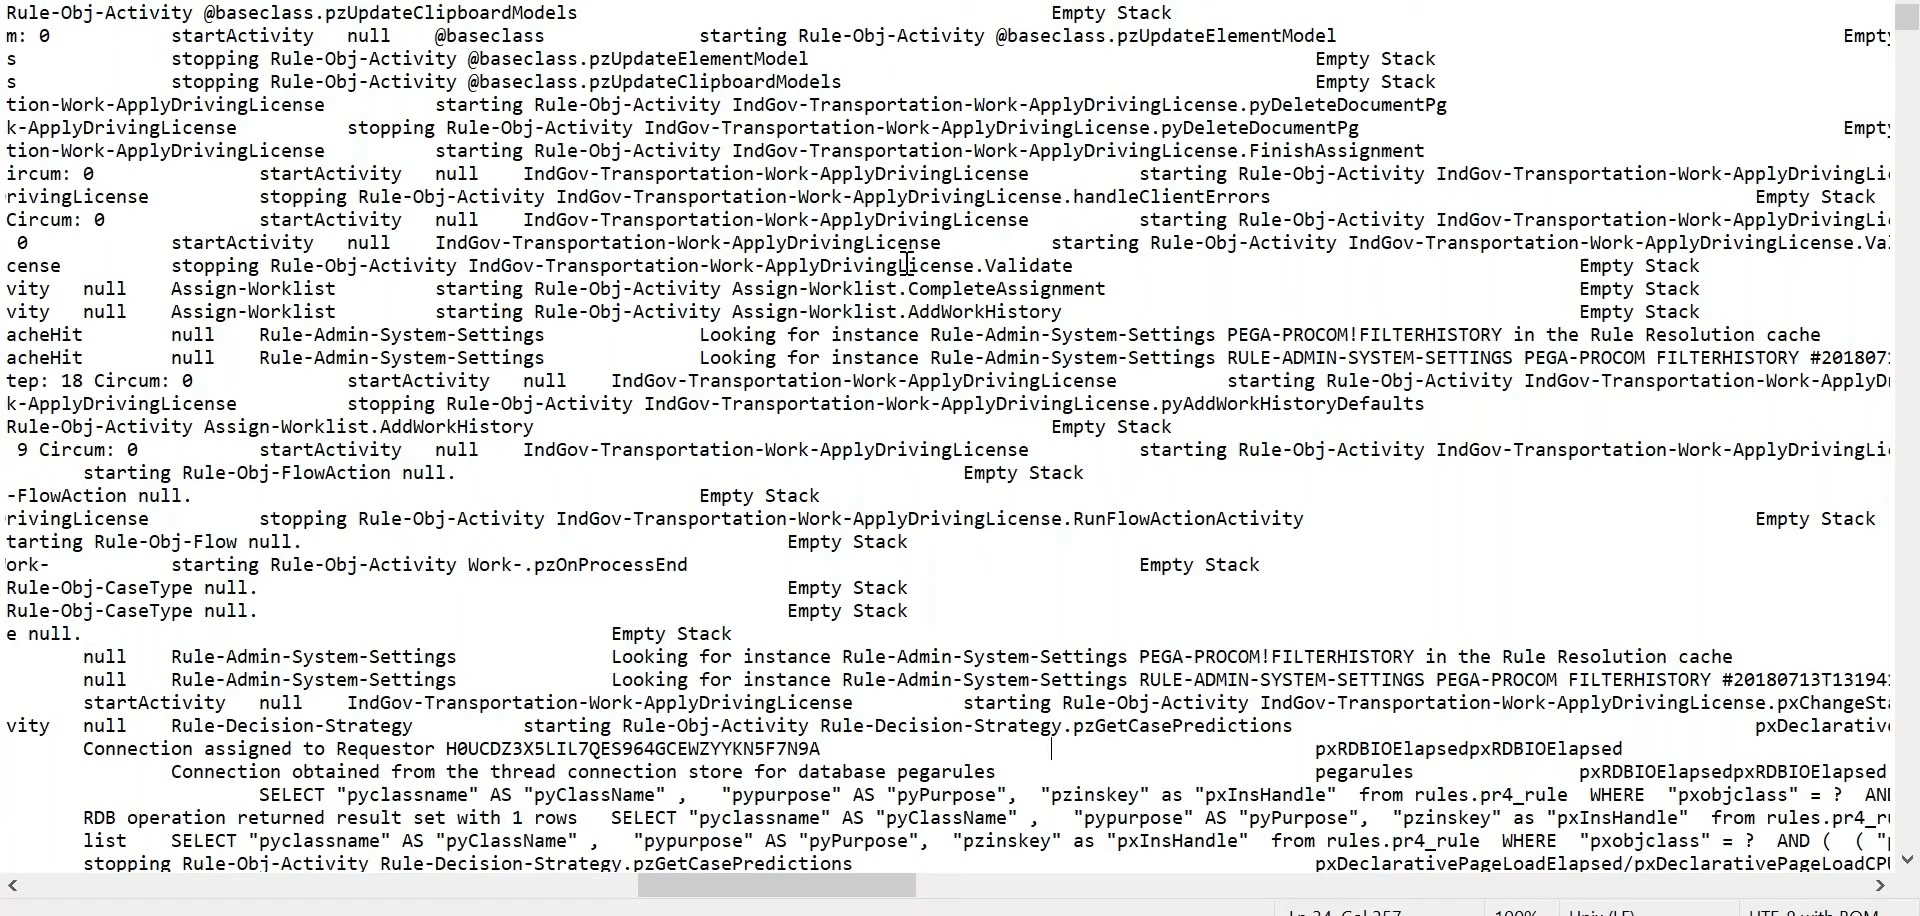 Rule-Obj-Activity @baseclass.pzUpdateClipboardModels Empty Stack
m: 0 startActivity null @baseclass starting Rule-Obj-Activity @baseclass.pzUpdateElementModel Empty
s stopping Rule-Obj-Activity @baseclass.pzUpdateElementModel Empty Stack
s stopping Rule-Obj-Activity @baseclass.pzUpdateClipboardModels Empty Stack
tion-Work-ApplyDrivingLicense starting Rule-Obj-Activity IndGov-Transportation-Work-ApplyDrivingLicense.pyDeleteDocumentPg
k-ApplyDrivingLicense stopping Rule-Obj-Activity IndGov-Transportation-Work-ApplyDrivingLicense.pyDeleteDocumentPg Empty
tion-Work-ApplyDrivingLicense starting Rule-Obj-Activity IndGov-Transportation-Work-ApplyDrivingLicense.FinishAssignment
ircum: 0 startActivity null IndGov-Transportation-Work-ApplyDrivingLicense starting Rule-Obj-Activity IndGov-Transportation-Work-ApplyDrivingLi
rivingLicense stopping Rule-Obj-Activity IndGov-Transportation-Work-ApplyDrivingLicense.handleClientErrors Empty Stack
Circum: 0 startActivity null IndGov-Transportation-Work-ApplyDrivingLicense starting Rule-Obj-Activity IndGov-Transportation-Work-ApplyDrivingLi
0 startActivity null IndGov-Transportation-Work-ApplyDrivingLicense starting Rule-Obj-Activity IndGov-Transportation-Work-ApplyDrivingLicense.Val
cense stopping Rule-Obj-Activity IndGov-Transportation-Work-ApplyDrivingLicense.Validate Empty Stack
vity null Assign-Worklist starting Rule-Obj-Activity Assign-Worklist.CompleteAssignment Empty Stack
vity null Assign-Worklist starting Rule-Obj-Activity Assign-Worklist.AddWorkHistory Empty Stack
acheHit null Rule-Admin-System-Settings Looking for instance Rule-Admin-System-Settings PEGA-PROCOM!FILTERHISTORY in the Rule Resolution cache
acheHit null Rule-Admin-System-Settings Looking for instance Rule-Admin-System-Settings RULE-ADMIN-SYSTEM-SETTINGS PEGA-PROCOM FILTERHISTORY #201807
tep: 18 Circum: 0 startActivity null IndGov-Transportation-Work-ApplyDrivingLicense starting Rule-Obj-Activity IndGov-Transportation-Work-ApplyD
k-ApplyDrivingLicense stopping Rule-Obj-Activity IndGov-Transportation-Work-ApplyDrivingLicense.pyAddWorkHistoryDefaults
Rule-Obj-Activity Assign-Worklist.AddWorkHistory Empty Stack
9 Circum: 0 startActivity null IndGov-Transportation-Work-ApplyDrivingLicense starting Rule-Obj-Activity IndGov-Transportation-Work-ApplyDrivingLi
starting Rule-Obj-FlowAction null. Empty Stack
-FlowAction null. Empty Stack
rivingLicense stopping Rule-Obj-Activity IndGov-Transportation-Work-ApplyDrivingLicense.RunFlowActionActivity Empty Stack
tarting Rule-Obj-Flow null. Empty Stack
ork- starting Rule-Obj-Activity Work-.pzOnProcessEnd Empty Stack
Rule-Obj-CaseType null. Empty Stack
Rule-Obj-CaseType null. Empty Stack
e null. Empty Stack
null Rule-Admin-System-Settings Looking for instance Rule-Admin-System-Settings PEGA-PROCOM!FILTERHISTORY in the Rule Resolution cache
null Rule-Admin-System-Settings Looking for instance Rule-Admin-System-Settings RULE-ADMIN-SYSTEM-SETTINGS PEGA-PROCOM FILTERHISTORY #20180713T13194
startActivity null IndGov-Transportation-Work-ApplyDrivingLicense starting Rule-Obj-Activity IndGov-Transportation-Work-ApplyDrivingLicense.pxChangeSta
vity null Rule-Decision-Strategy starting Rule-Obj-Activity Rule-Decision-Strategy.pzGetCasePredictions pxDeclarative
Connection assigned to Requestor H0UCDZ3X5LIL7QES964GCEWZYYKN5F7N9A pxRDBIOElapsedpxRDBIOElapsed
Connection obtained from the thread connection store for database pegarules pegarules pxRDBIOElapsedpxRDBIOElapsed
SELECT "pyclassname" AS "pyClassName" , "pypurpose" AS "pyPurpose", "pzinskey" as "pxInsHandle" from rules.pr4_rule WHERE "pxobjclass" = ? AN
RDB operation returned result set with 1 rows SELECT "pyclassname" AS "pyClassName" , "pypurpose" AS "pyPurpose", "pzinskey" as "pxInsHandle" from rules.pr4_r
list SELECT "pyclassname" AS "pyClassName" , "pypurpose" AS "pyPurpose", "pzinskey" as "pxInsHandle" from rules.pr4_rule WHERE "pxobjclass" = ? AND ( ( "p
stopping Rule-Obj-Activity Rule-Decision-Strategy.pzGetCasePredictions pxDeclarativePageLoadElapsed/pxDeclarativePageLoadCPU